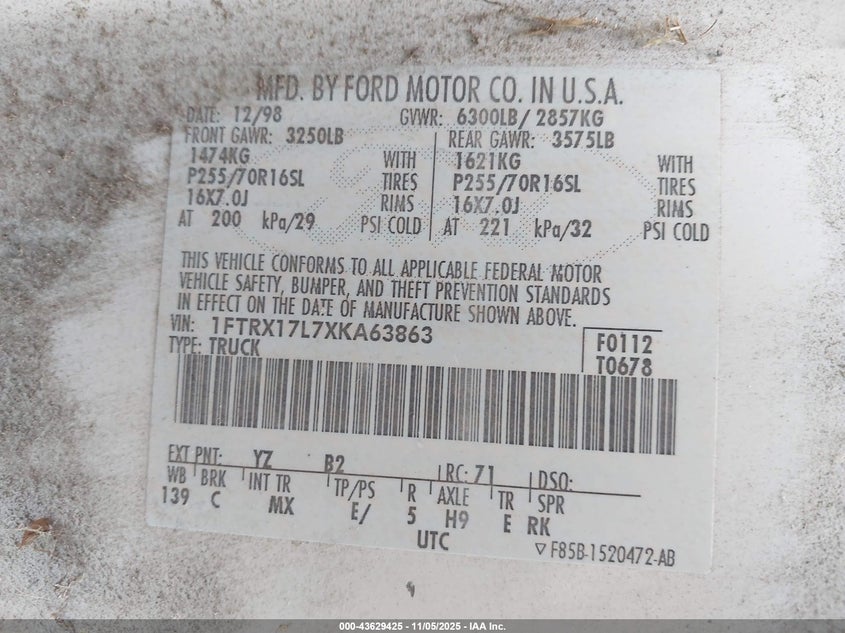 MFD. BY FORD MOTOR CO. IN U.S.A.
DATE: 12/98 GVWR: 6300LB/ 2857KG
FRONT GAWR: 3250LB REAR GAWR: 3575LB
1474KG WITH 1621KG WITH
P255/70R16SL TIRES P255/70R16SL TIRES
16X7.0J RIMS 16X7.0J RIMS
AT 200 kPa/29 PSI COLD AT 221 kPa/32 PSI COLD
THIS VEHICLE CONFORMS TO ALL APPLICABLE FEDERAL MOTOR
VEHICLE SAFETY, BUMPER, AND THEFT PREVENTION STANDARDS
IN EFFECT ON THE DATE OF MANUFACTURE SHOWN ABOVE.
VIN: 1FTRX17L7XKA63863 F0112
TYPE: TRUCK T0678
EXT PNT: YZ B2 RC: 71 DSO:
WB BRK INT TR TP/PS R AXLE TR SPR
139 C MX E/ 5 H9 E RK
UTC
▽ F85B-1520472-AB
000-43629425 - 11/05/2025 - IAA Inc.